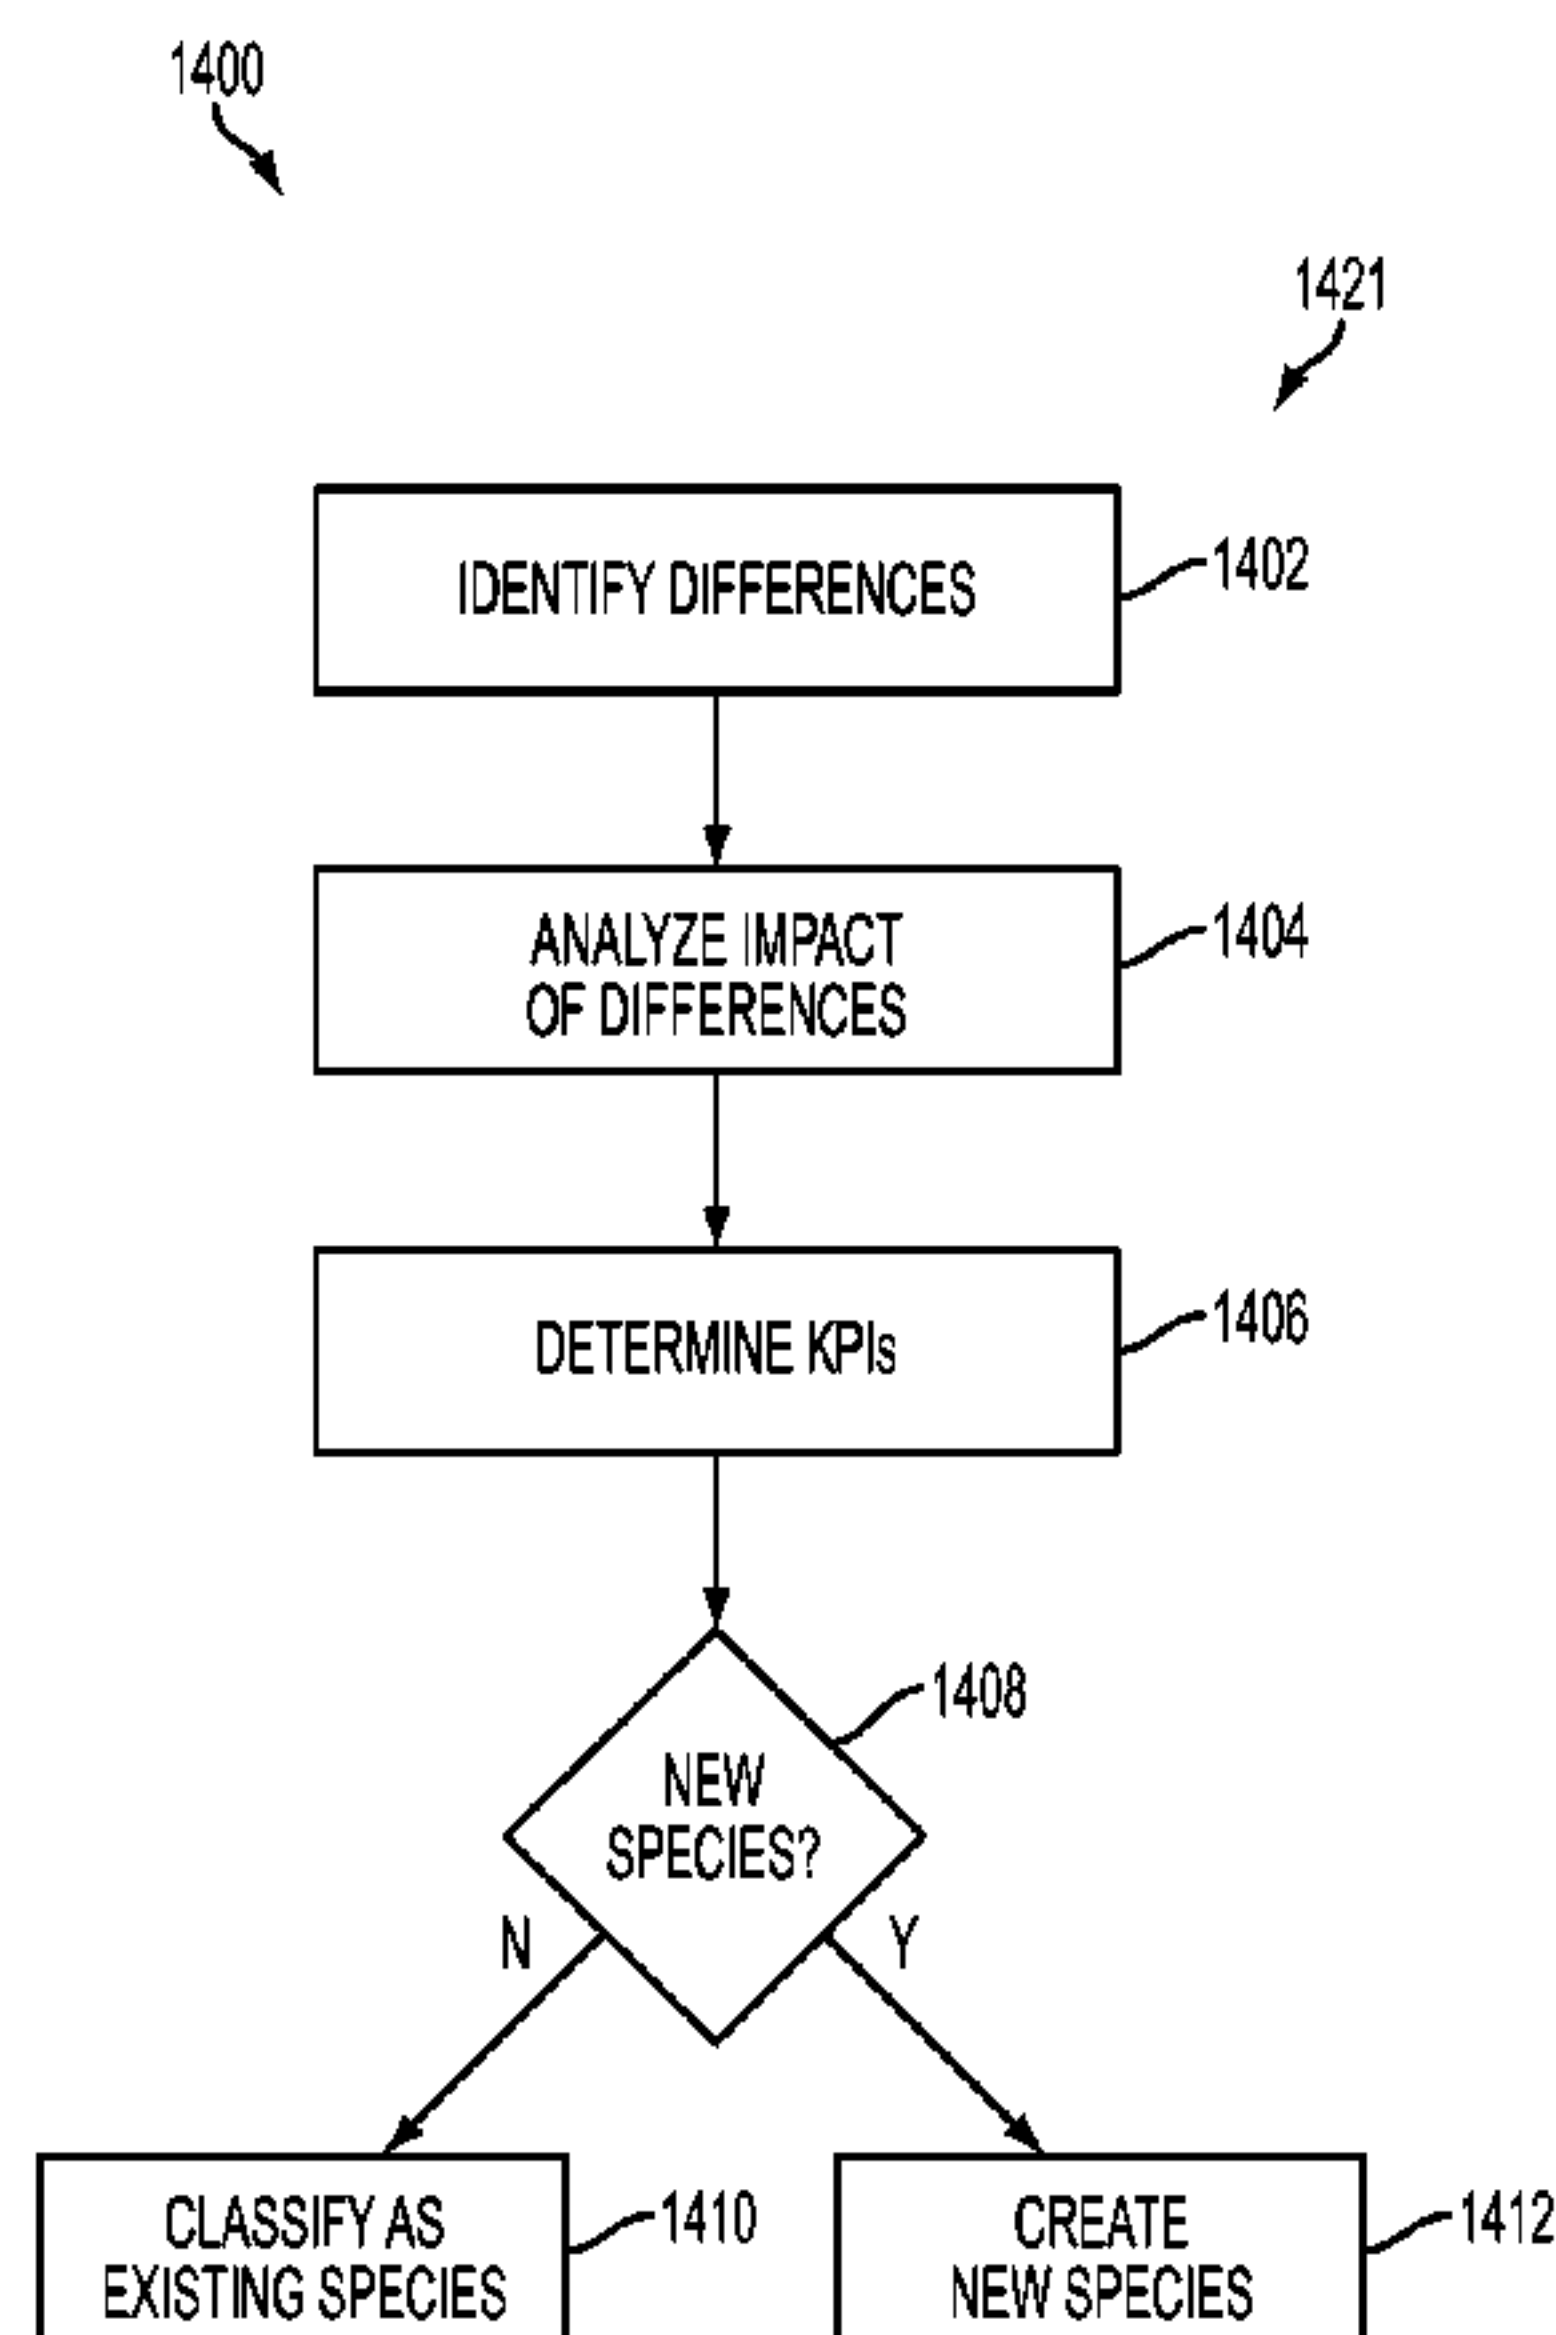 1400
1421
IDENTIFY DIFFERENCES
1402
ANALYZE IMPACT
OF DIFFERENCES
1404
DETERMINE KPIs
1406
1408
NEW
SPECIES?
N
Y
CLASSIFY AS
EXISTING SPECIES
1410
CREATE
NEW SPECIES
1412